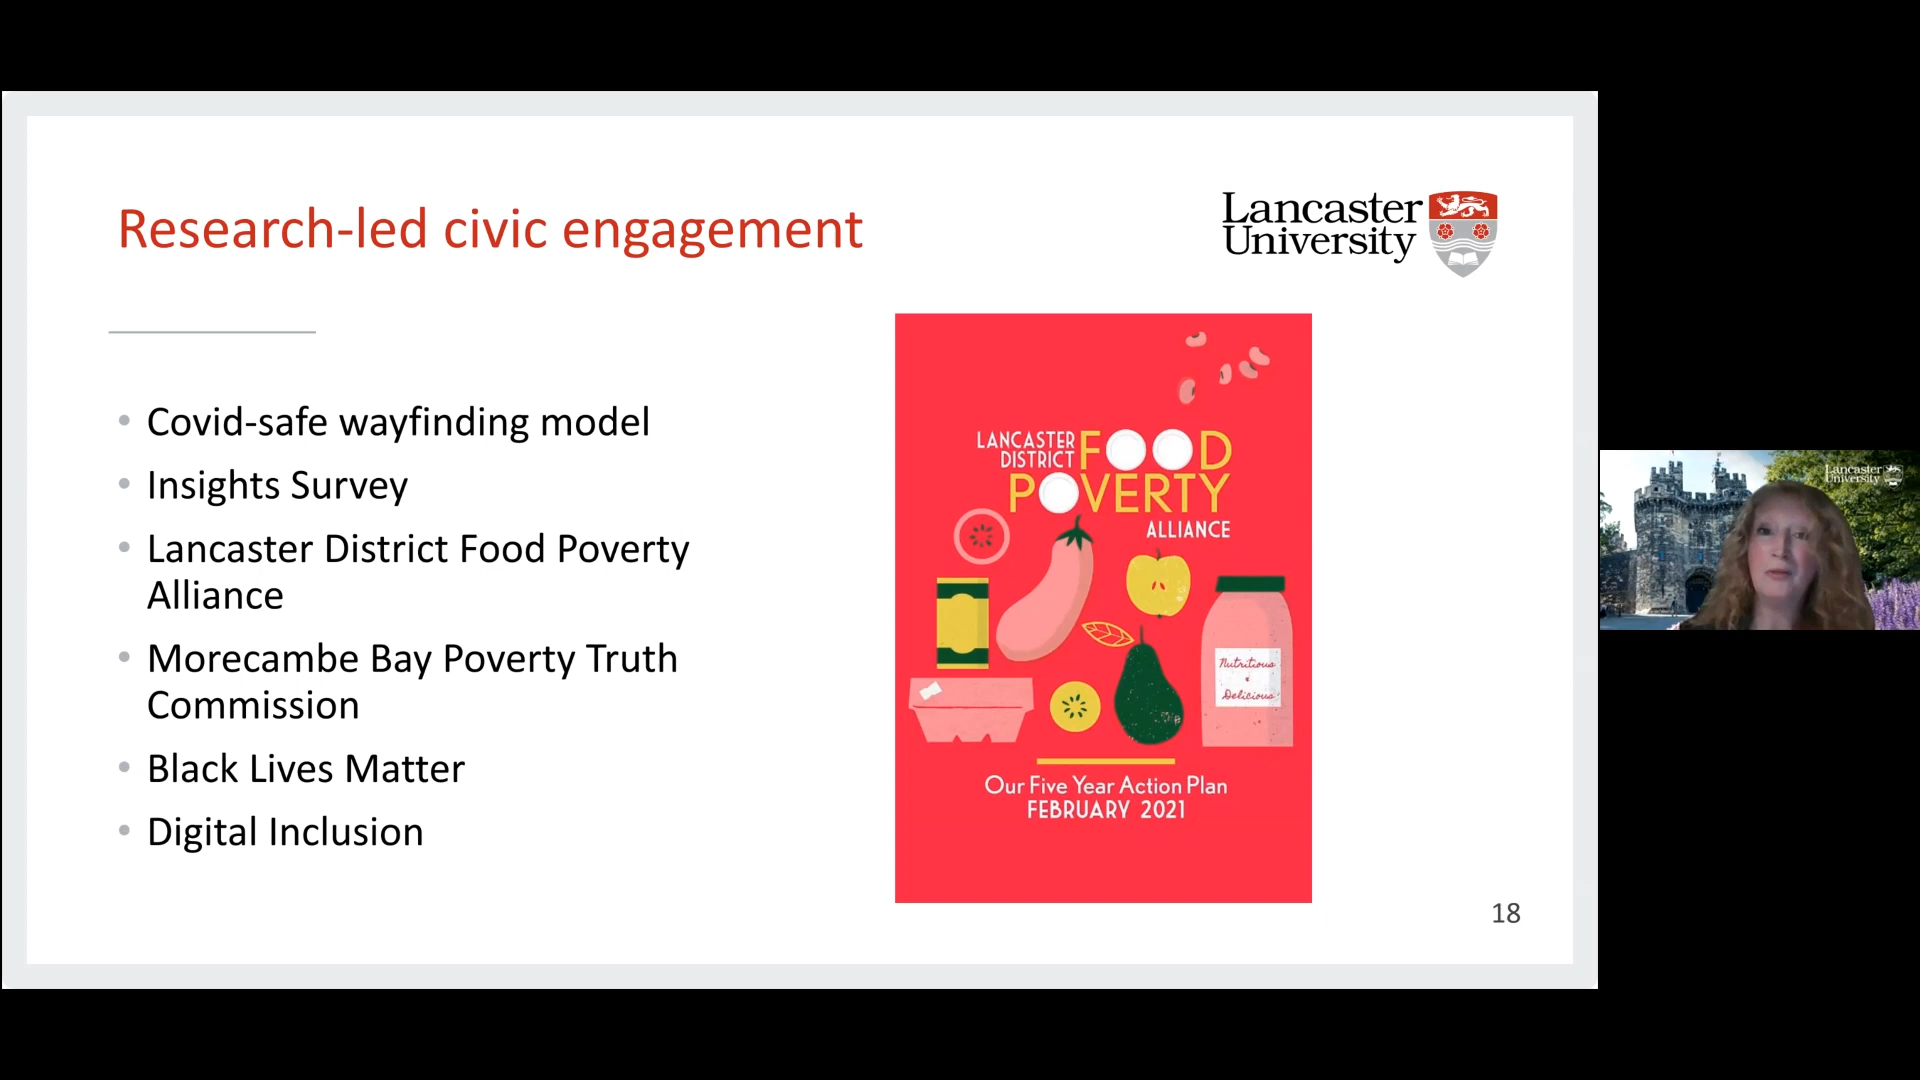 Research-led civic engagement
Lancaster
University
• Covid-safe wayfinding model
• Insights Survey
• Lancaster District Food Poverty
Alliance
• Morecambe Bay Poverty Truth
Commission
• Black Lives Matter
• Digital Inclusion
LANCASTER
DISTRICT FOOD
POVERTY
ALLIANCE
Nutritious
&
Delicious
Our Five Year Action Plan
FEBRUARY 2021
18
Lancaster
University